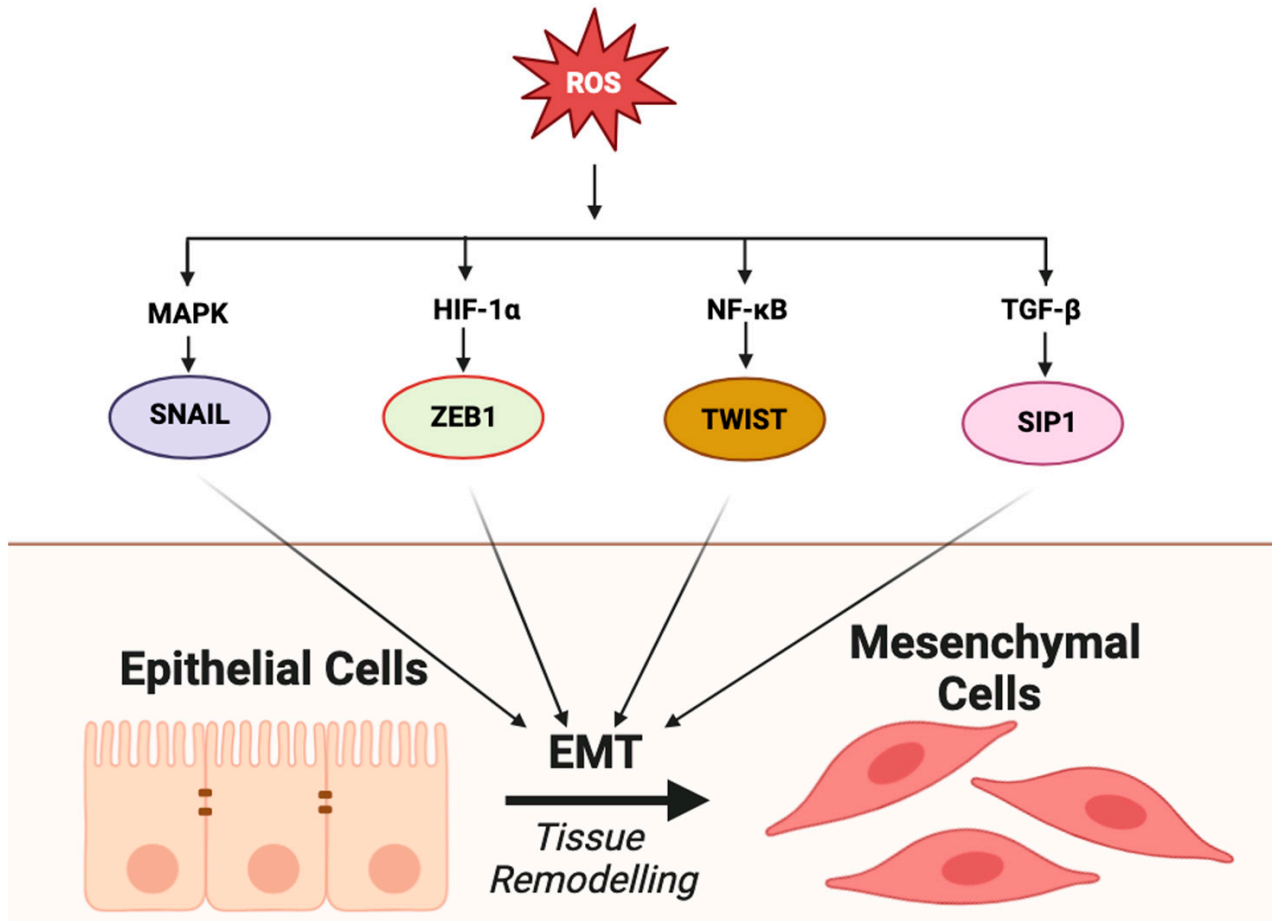 ROS
MAPK
HIF-1α
NF-κB
TGF-β
SNAIL
ZEB1
TWIST
SIP1
Epithelial Cells
Mesenchymal
Cells
EMT
Tissue
Remodelling